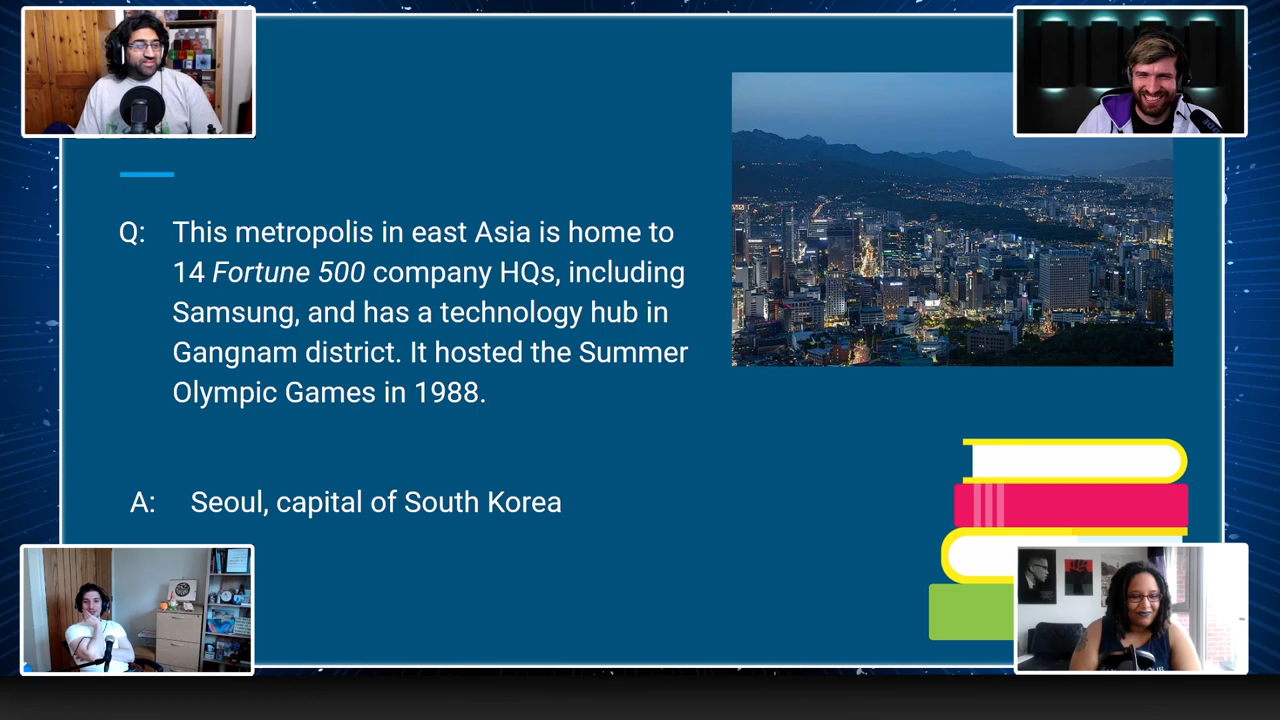 Q: This metropolis in east Asia is home to
14 Fortune 500 company HQs, including
Samsung, and has a technology hub in
Gangnam district. It hosted the Summer
Olympic Games in 1988.
A: Seoul, capital of South Korea